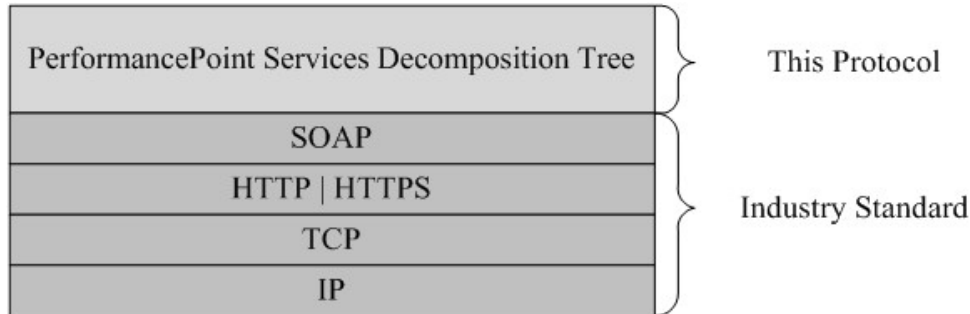 PerformancePoint Services Decomposition Tree
This Protocol
SOAP
HTTP | HTTPS
TCP
IP
Industry Standard